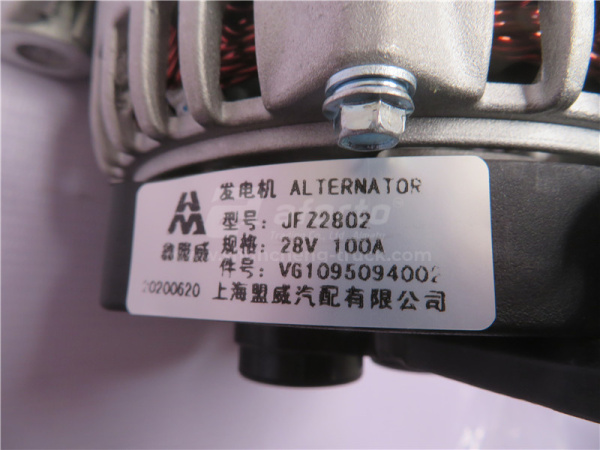 发电机 ALTERNATOR
型号: JFZ2802
规格: 28V 100A
件号: VG1095094002
20200620 上海盟威汽配有限公司